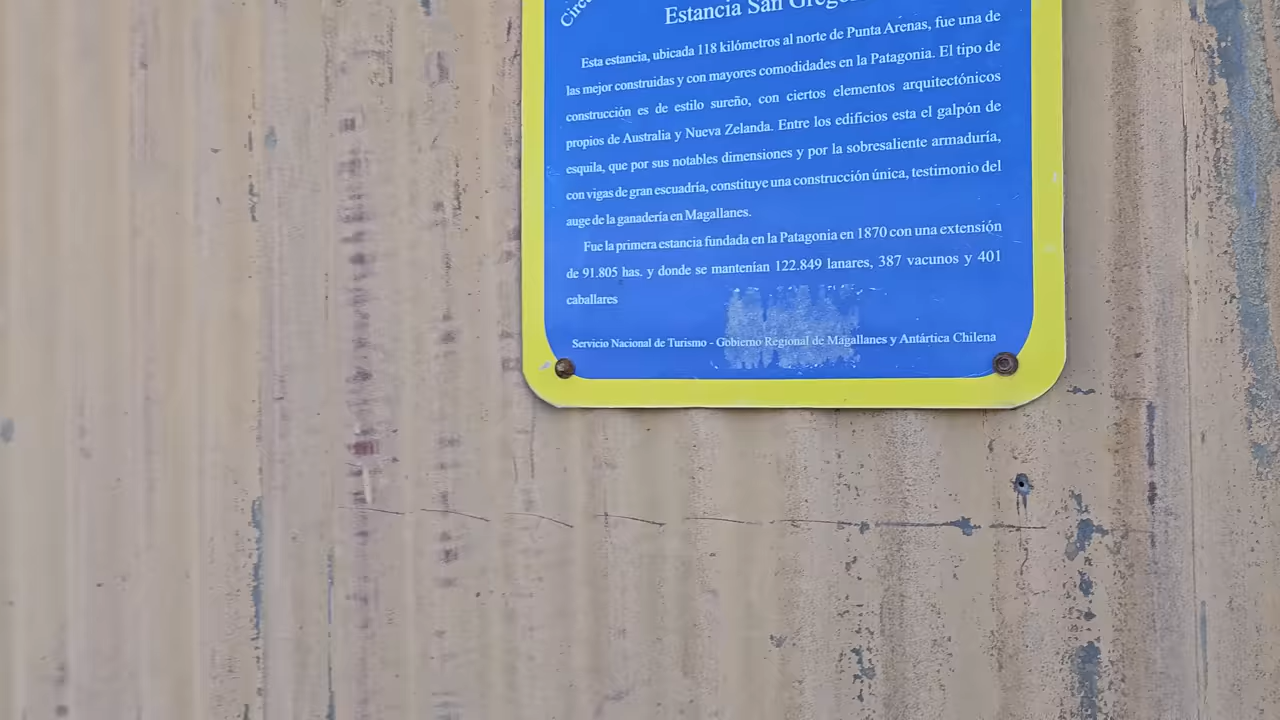 Estancia San
Esta estancia, ubicada 118 kilómetros al norte de Punta Arenas, fue una de
las mejor construidas y con mayores comodidades en la Patagonia. El tipo de
construcción es de estilo sureño, con ciertos elementos arquitectónicos
propios de Australia y Nueva Zelanda. Entre los edificios esta el galpón de
esquila, que por sus notables dimensiones y por la sobresaliente armaduría,
con vigas de gran escuadría, constituye una construcción única, testimonio del
auge de la ganadería en Magallanes.
Fue la primera estancia fundada en la Patagonia en 1870 con una extensión
de 91.805 has. y donde se mantenían 122.849 lanares, 387 vacunos y 401
caballares
Servicio Nacional de Turismo - Gobierno Regional de Magallanes y Antártica Chilena